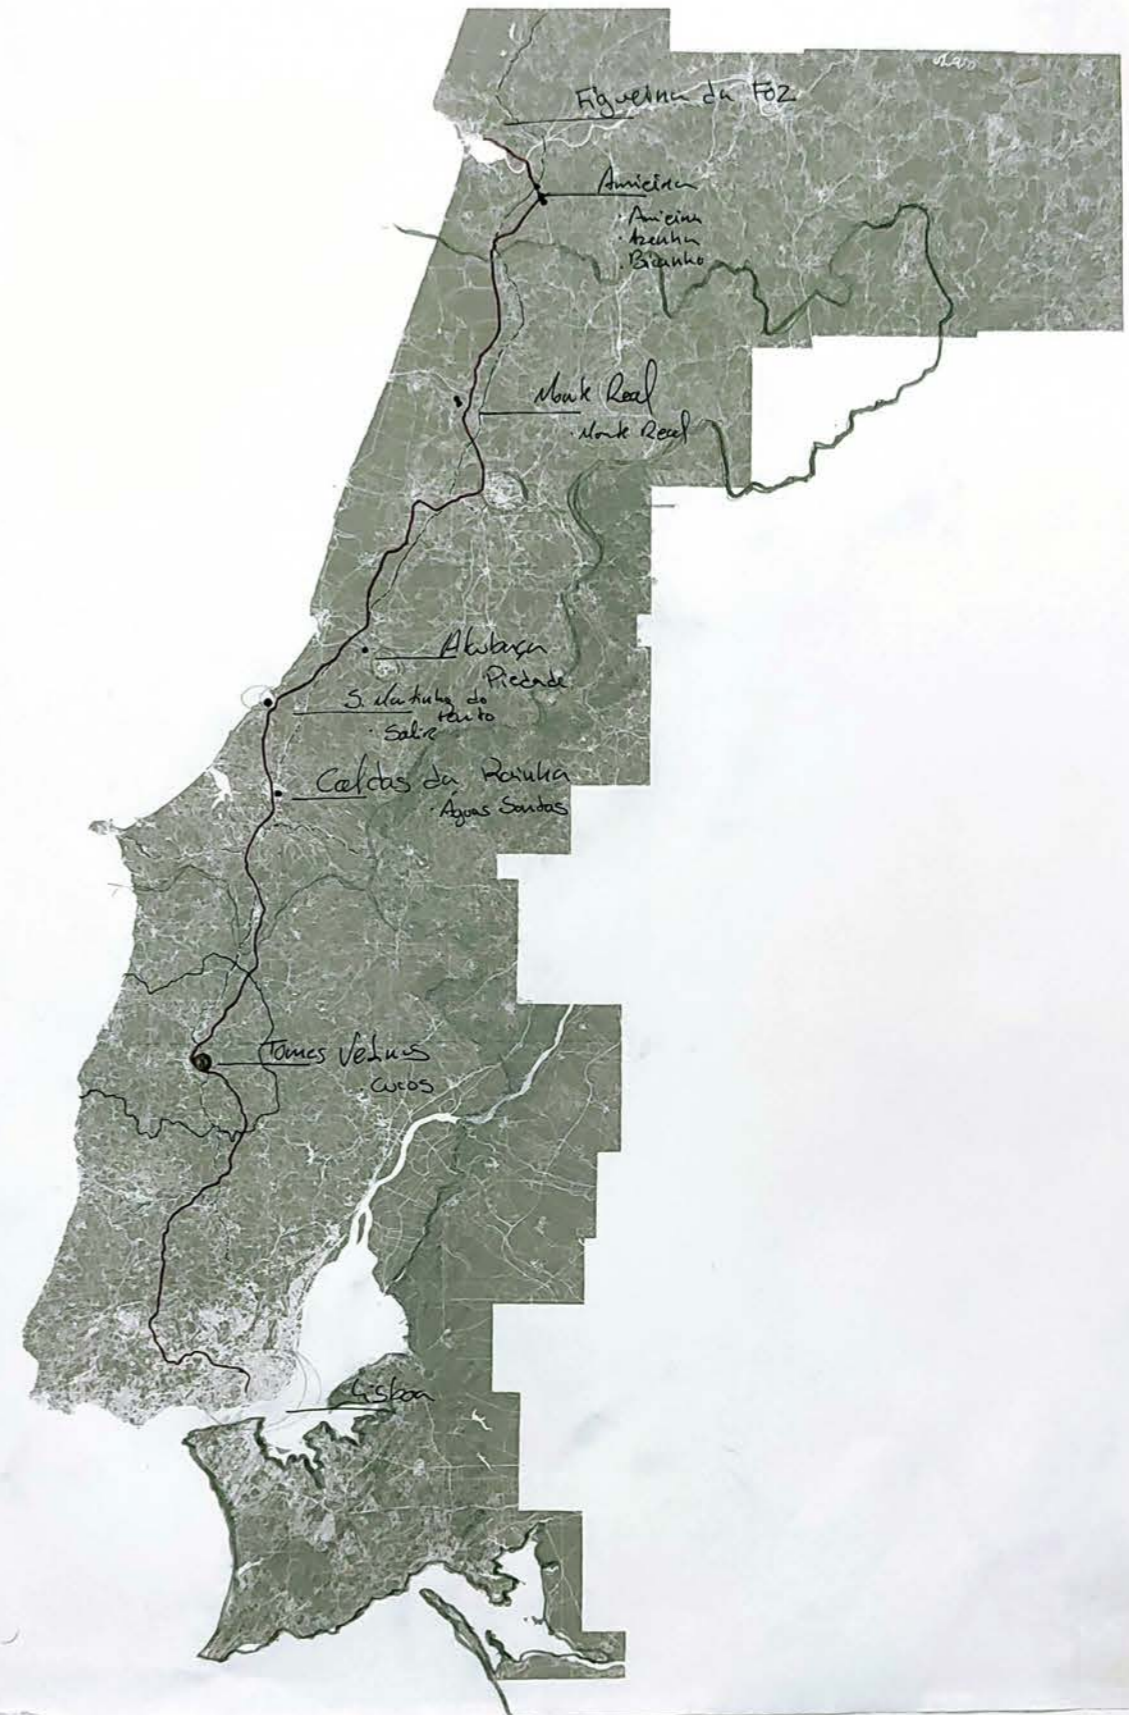 Figueira da Foz
Amieira
· Amieira
· Azenha
· Bicanho
Monte Real
· Monte Real
Alcobaça
Piedade
S. Martinho do
Porto
· Salir
Caldas da Rainha
· Águas Santas
Torres Vedras
· Cucos
Lisboa